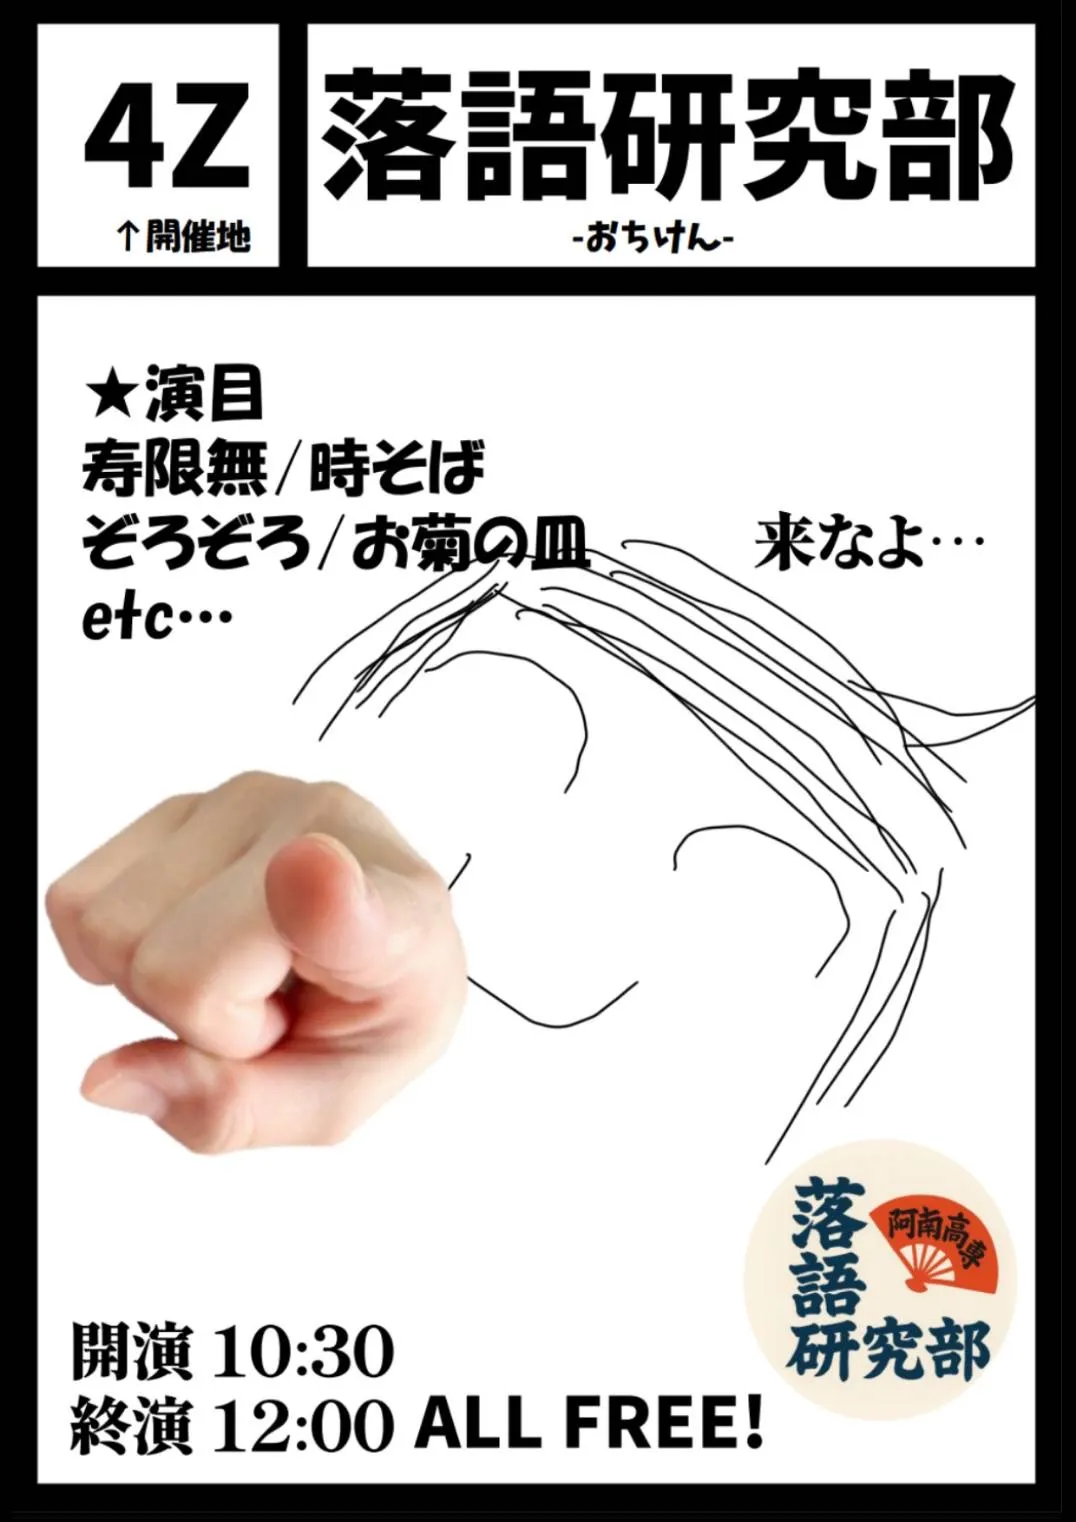 4Z
↑開催地
落語研究部
-おちけん-
★演目
寿限無/時そば
ぞろぞろ/お菊の皿
etc…
来なよ…
落語
研究部
阿南高専
開演 10:30
終演 12:00 ALL FREE!